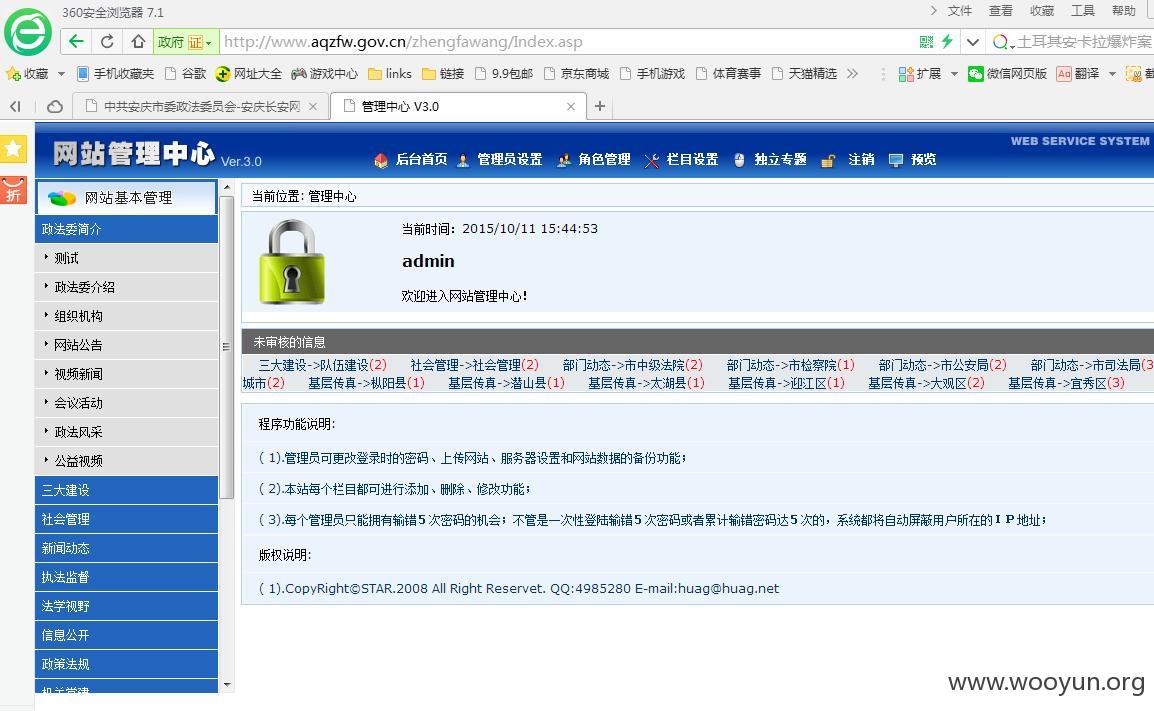 360安全浏览器 7.1
文件 查看 收藏 工具 帮助
政府 证 http://www.aqzfw.gov.cn/zhengfawang/Index.asp 土耳其安卡拉爆炸案
收藏 手机收藏夹 谷歌 网址大全 游戏中心 links 链接 9.9包邮 京东商城 手机游戏 体育赛事 天猫精选 扩展 微信网页版 Aa 翻译
中共安庆市委政法委员会-安庆长安网 管理中心 V3.0
折
网站管理中心 Ver.3.0
WEB SERVICE SYSTEM
后台首页 管理员设置 角色管理 栏目设置 独立专题 注销 预览
网站基本管理
政法委简介
测试
政法委介绍
组织机构
网站公告
视频新闻
会议活动
政法风采
公益视频
三大建设
社会管理
新闻动态
执法监督
法学视野
信息公开
政策法规
机关党建
当前位置: 管理中心
当前时间: 2015/10/11 15:44:53
admin
欢迎进入网站管理中心!
未审核的信息
三大建设->队伍建设(2) 社会管理->社会管理(2) 部门动态->市中级法院(2) 部门动态->市检察院(1) 部门动态->市公安局(2) 部门动态->市司法局(3
城市(2) 基层传真->枞阳县(1) 基层传真->潜山县(1) 基层传真->太湖县(1) 基层传真->迎江区(1) 基层传真->大观区(2) 基层传真->宜秀区(3)
程序功能说明:
( 1).管理员可更改登录时的密码、上传网站、服务器设置和网站数据的备份功能;
( 2).本站每个栏目都可进行添加、删除、修改功能;
( 3).每个管理员只能拥有输错5次密码的机会; 不管是一次性登陆输错5次密码或者累计输错密码达5次的, 系统都将自动屏蔽用户所在的IP地址;
版权说明:
( 1).CopyRight©STAR.2008 All Right Reservet. QQ:4985280 E-mail:huag@huag.net
www.wooyun.org